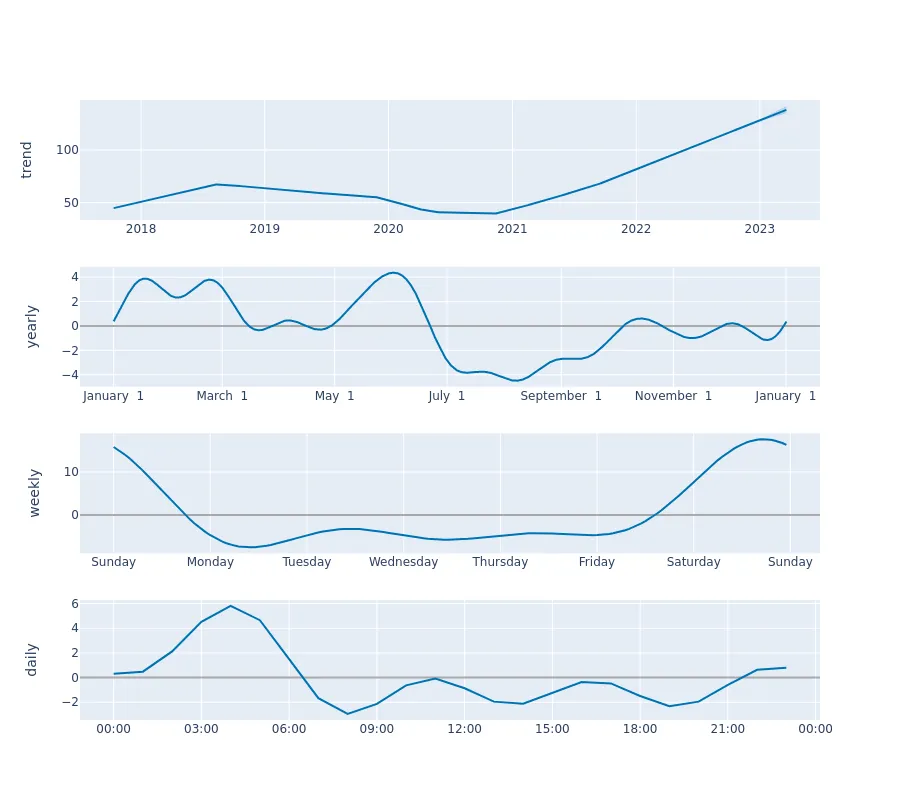 trend
100
50
2018 2019 2020 2021 2022 2023
yearly
4
2
0
−2
−4
January 1 March 1 May 1 July 1 September 1 November 1 January 1
weekly
10
0
Sunday Monday Tuesday Wednesday Thursday Friday Saturday Sunday
daily
6
4
2
0
−2
00:00 03:00 06:00 09:00 12:00 15:00 18:00 21:00 00:00